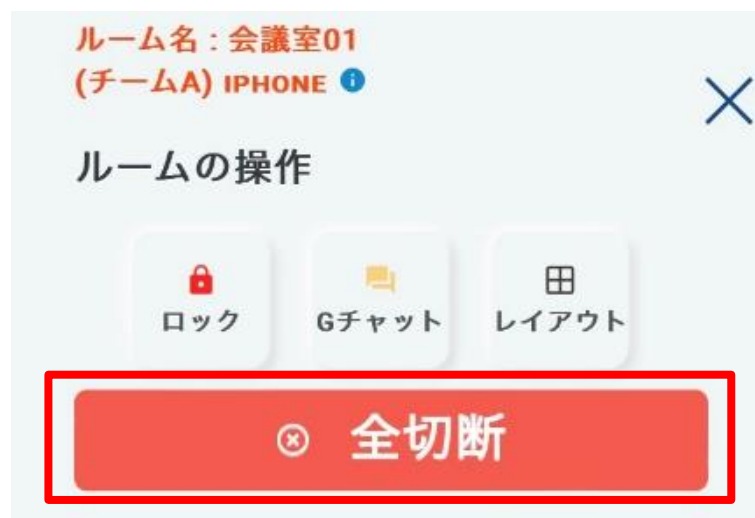 ルーム名 : 会議室01
(チームA) IPHONE
ルームの操作
ロック
Gチャット
レイアウト
全切断